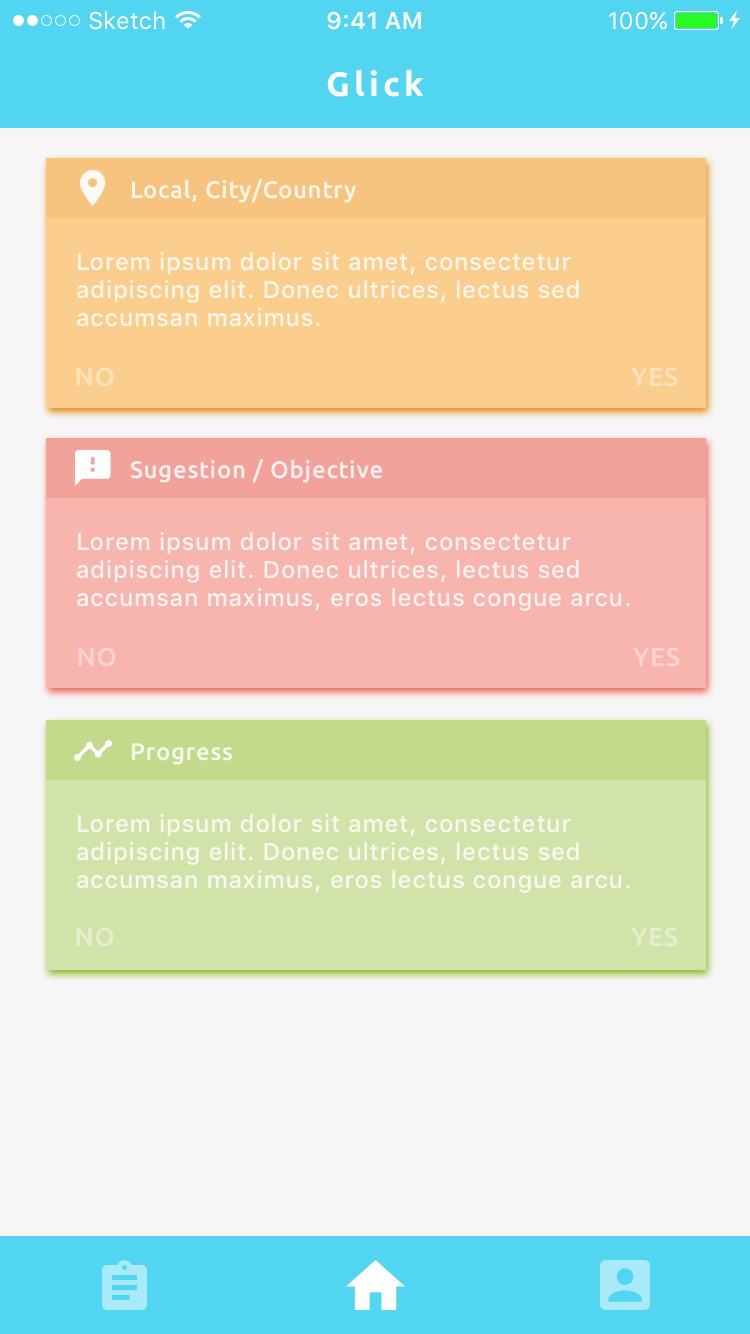 Sketch 9:41 AM 100%
Glick
Local, City/Country
Lorem ipsum dolor sit amet, consectetur
adipiscing elit. Donec ultrices, lectus sed
accumsan maximus.
NO YES
Sugestion / Objective
Lorem ipsum dolor sit amet, consectetur
adipiscing elit. Donec ultrices, lectus sed
accumsan maximus, eros lectus congue arcu.
NO YES
Progress
Lorem ipsum dolor sit amet, consectetur
adipiscing elit. Donec ultrices, lectus sed
accumsan maximus, eros lectus congue arcu.
NO YES